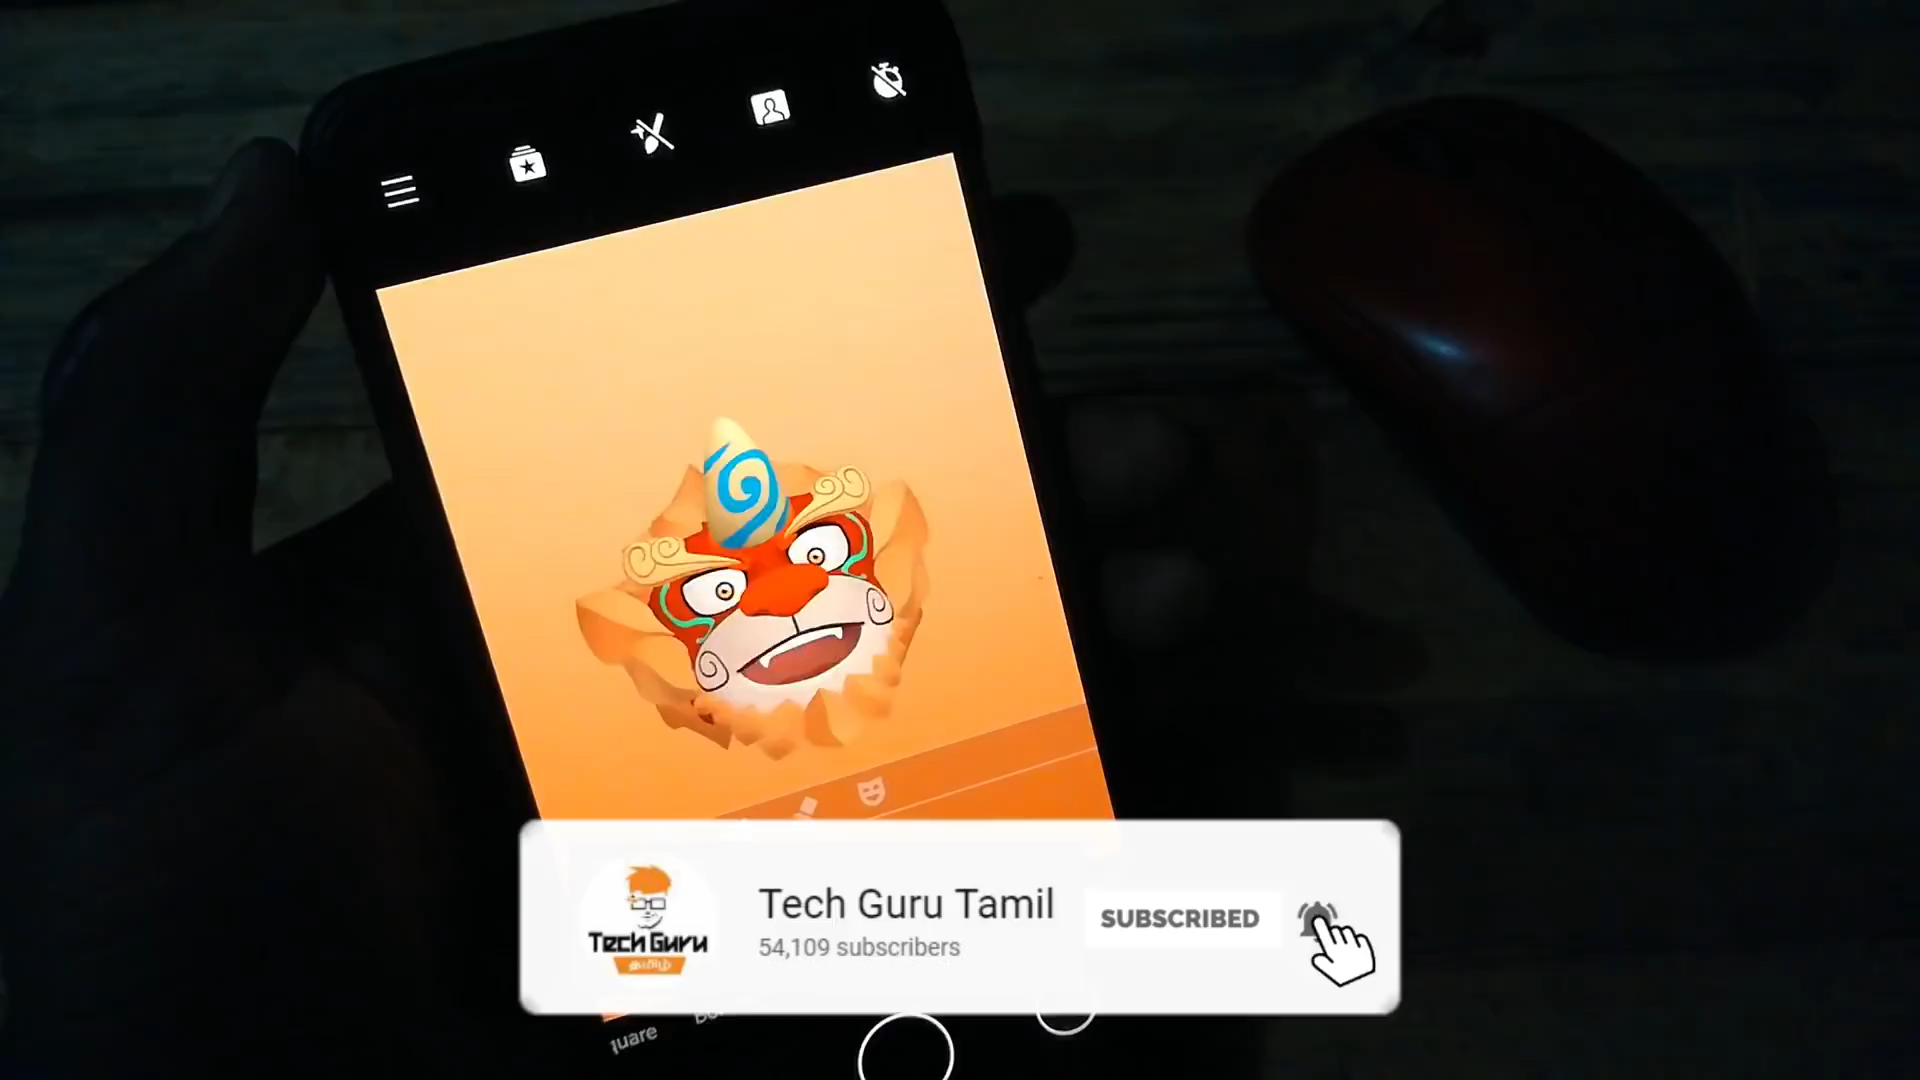 Tech Guru Tamil
54,109 subscribers
SUBSCRIBED
Tech Guru
தமிழ்